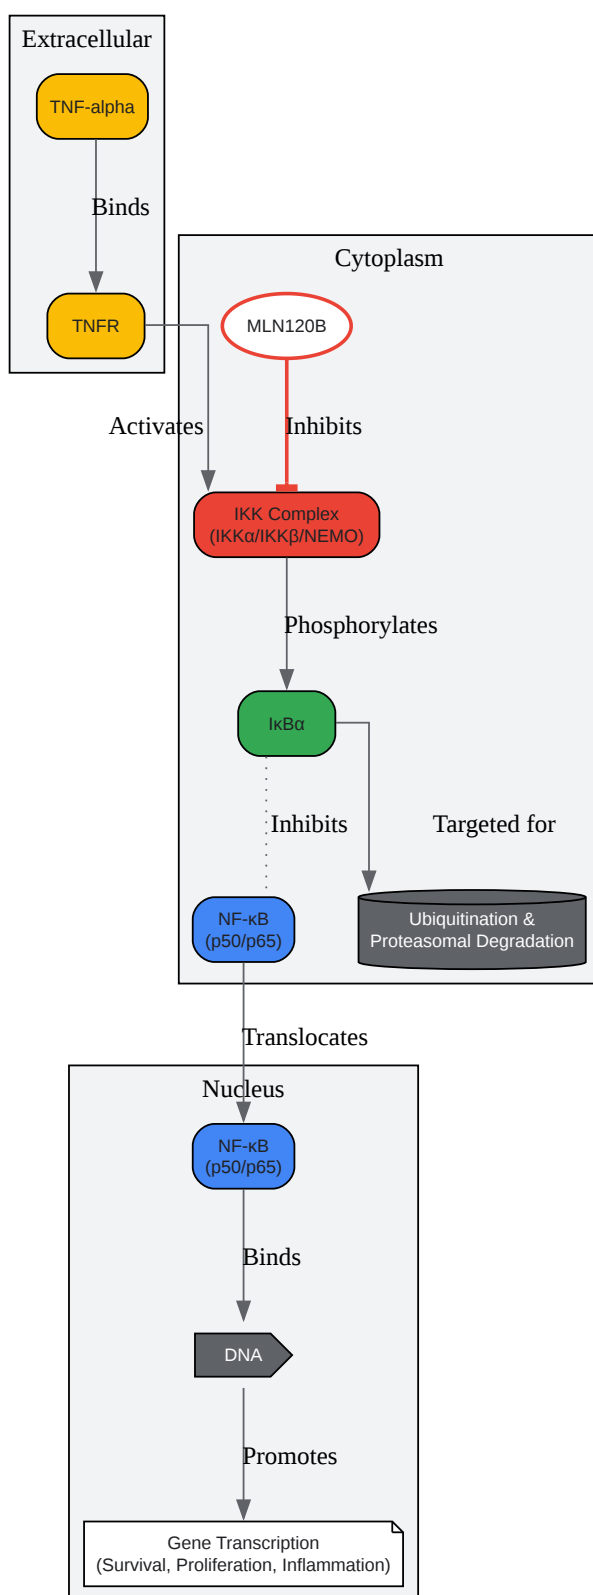 Extracellular
TNF-alpha
Binds
TNFR
Cytoplasm
MLN120B
Activates
Inhibits
IKK Complex
(IKKα/IKKβ/NEMO)
Phosphorylates
IκBα
Inhibits
Targeted for
NF-κB
(p50/p65)
Ubiquitination &
Proteasomal Degradation
Translocates
Nucleus
NF-κB
(p50/p65)
Binds
DNA
Promotes
Gene Transcription
(Survival, Proliferation, Inflammation)